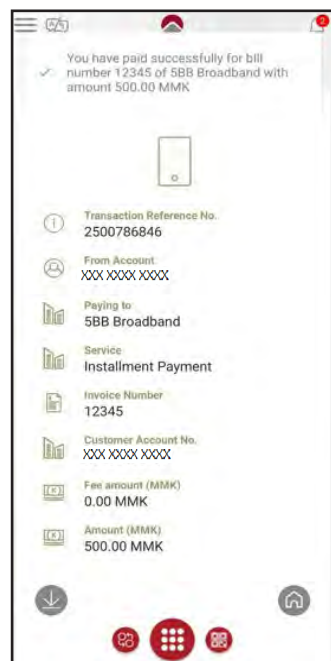 2
You have paid successfully for bill
number 12345 of 5BB Broadband with
amount 500.00 MMK
Transaction Reference No.
2500786846
From Account
XXX XXXX XXXX
Paying to
5BB Broadband
Service
Installment Payment
Invoice Number
12345
Customer Account No.
XXX XXXX XXXX
Fee amount (MMK)
0.00 MMK
Amount (MMK)
500.00 MMK